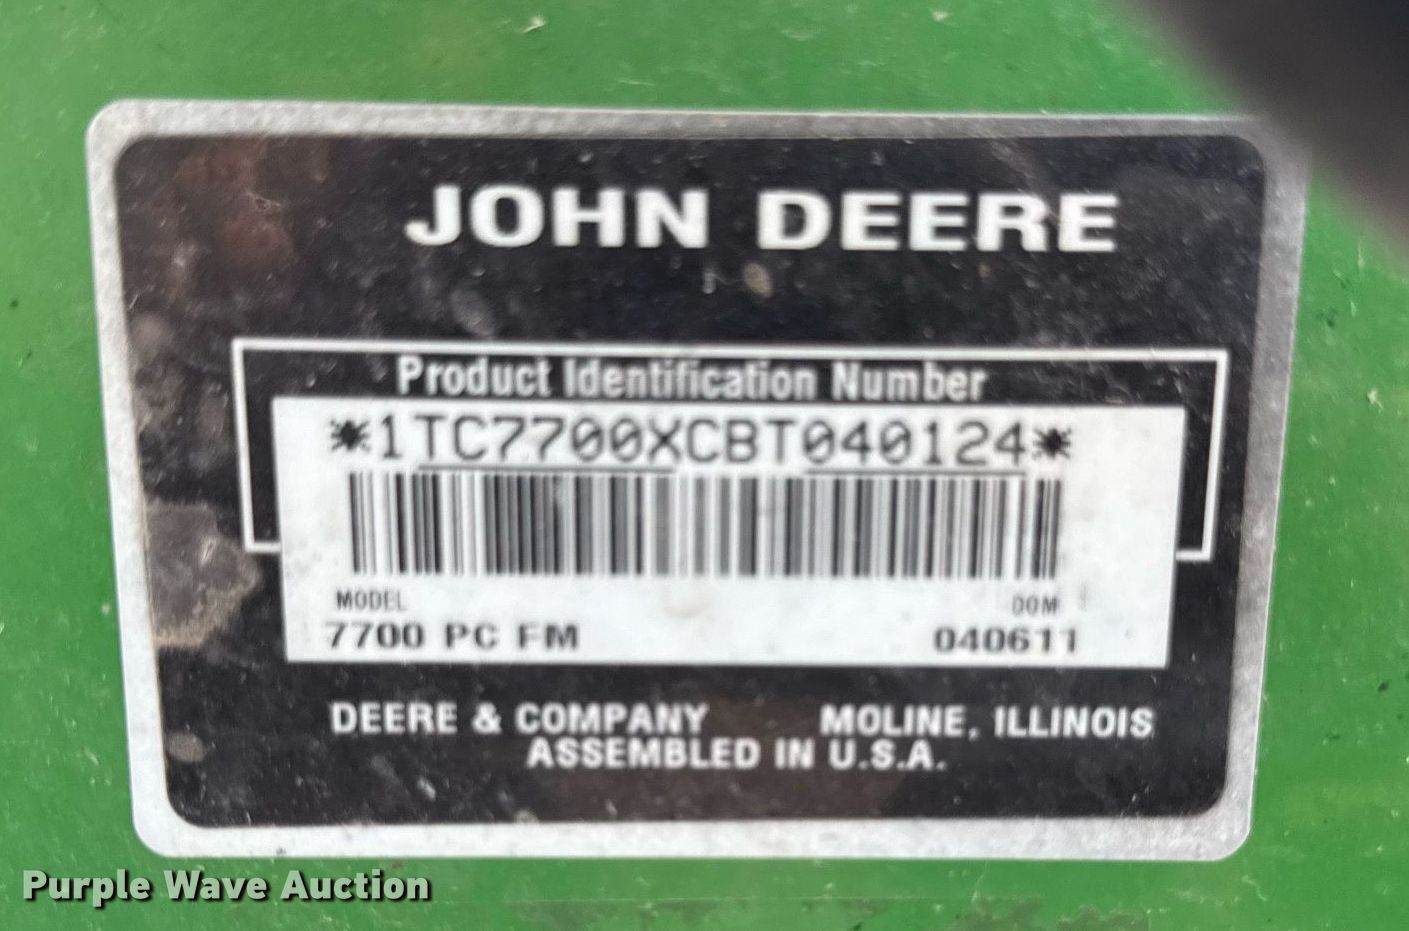 JOHN DEERE
Product Identification Number
*1TC7700XCBT040124*
MODEL DOM
7700 PC FM 040611
DEERE & COMPANY MOLINE, ILLINOIS
ASSEMBLED IN U.S.A.
Purple Wave Auction